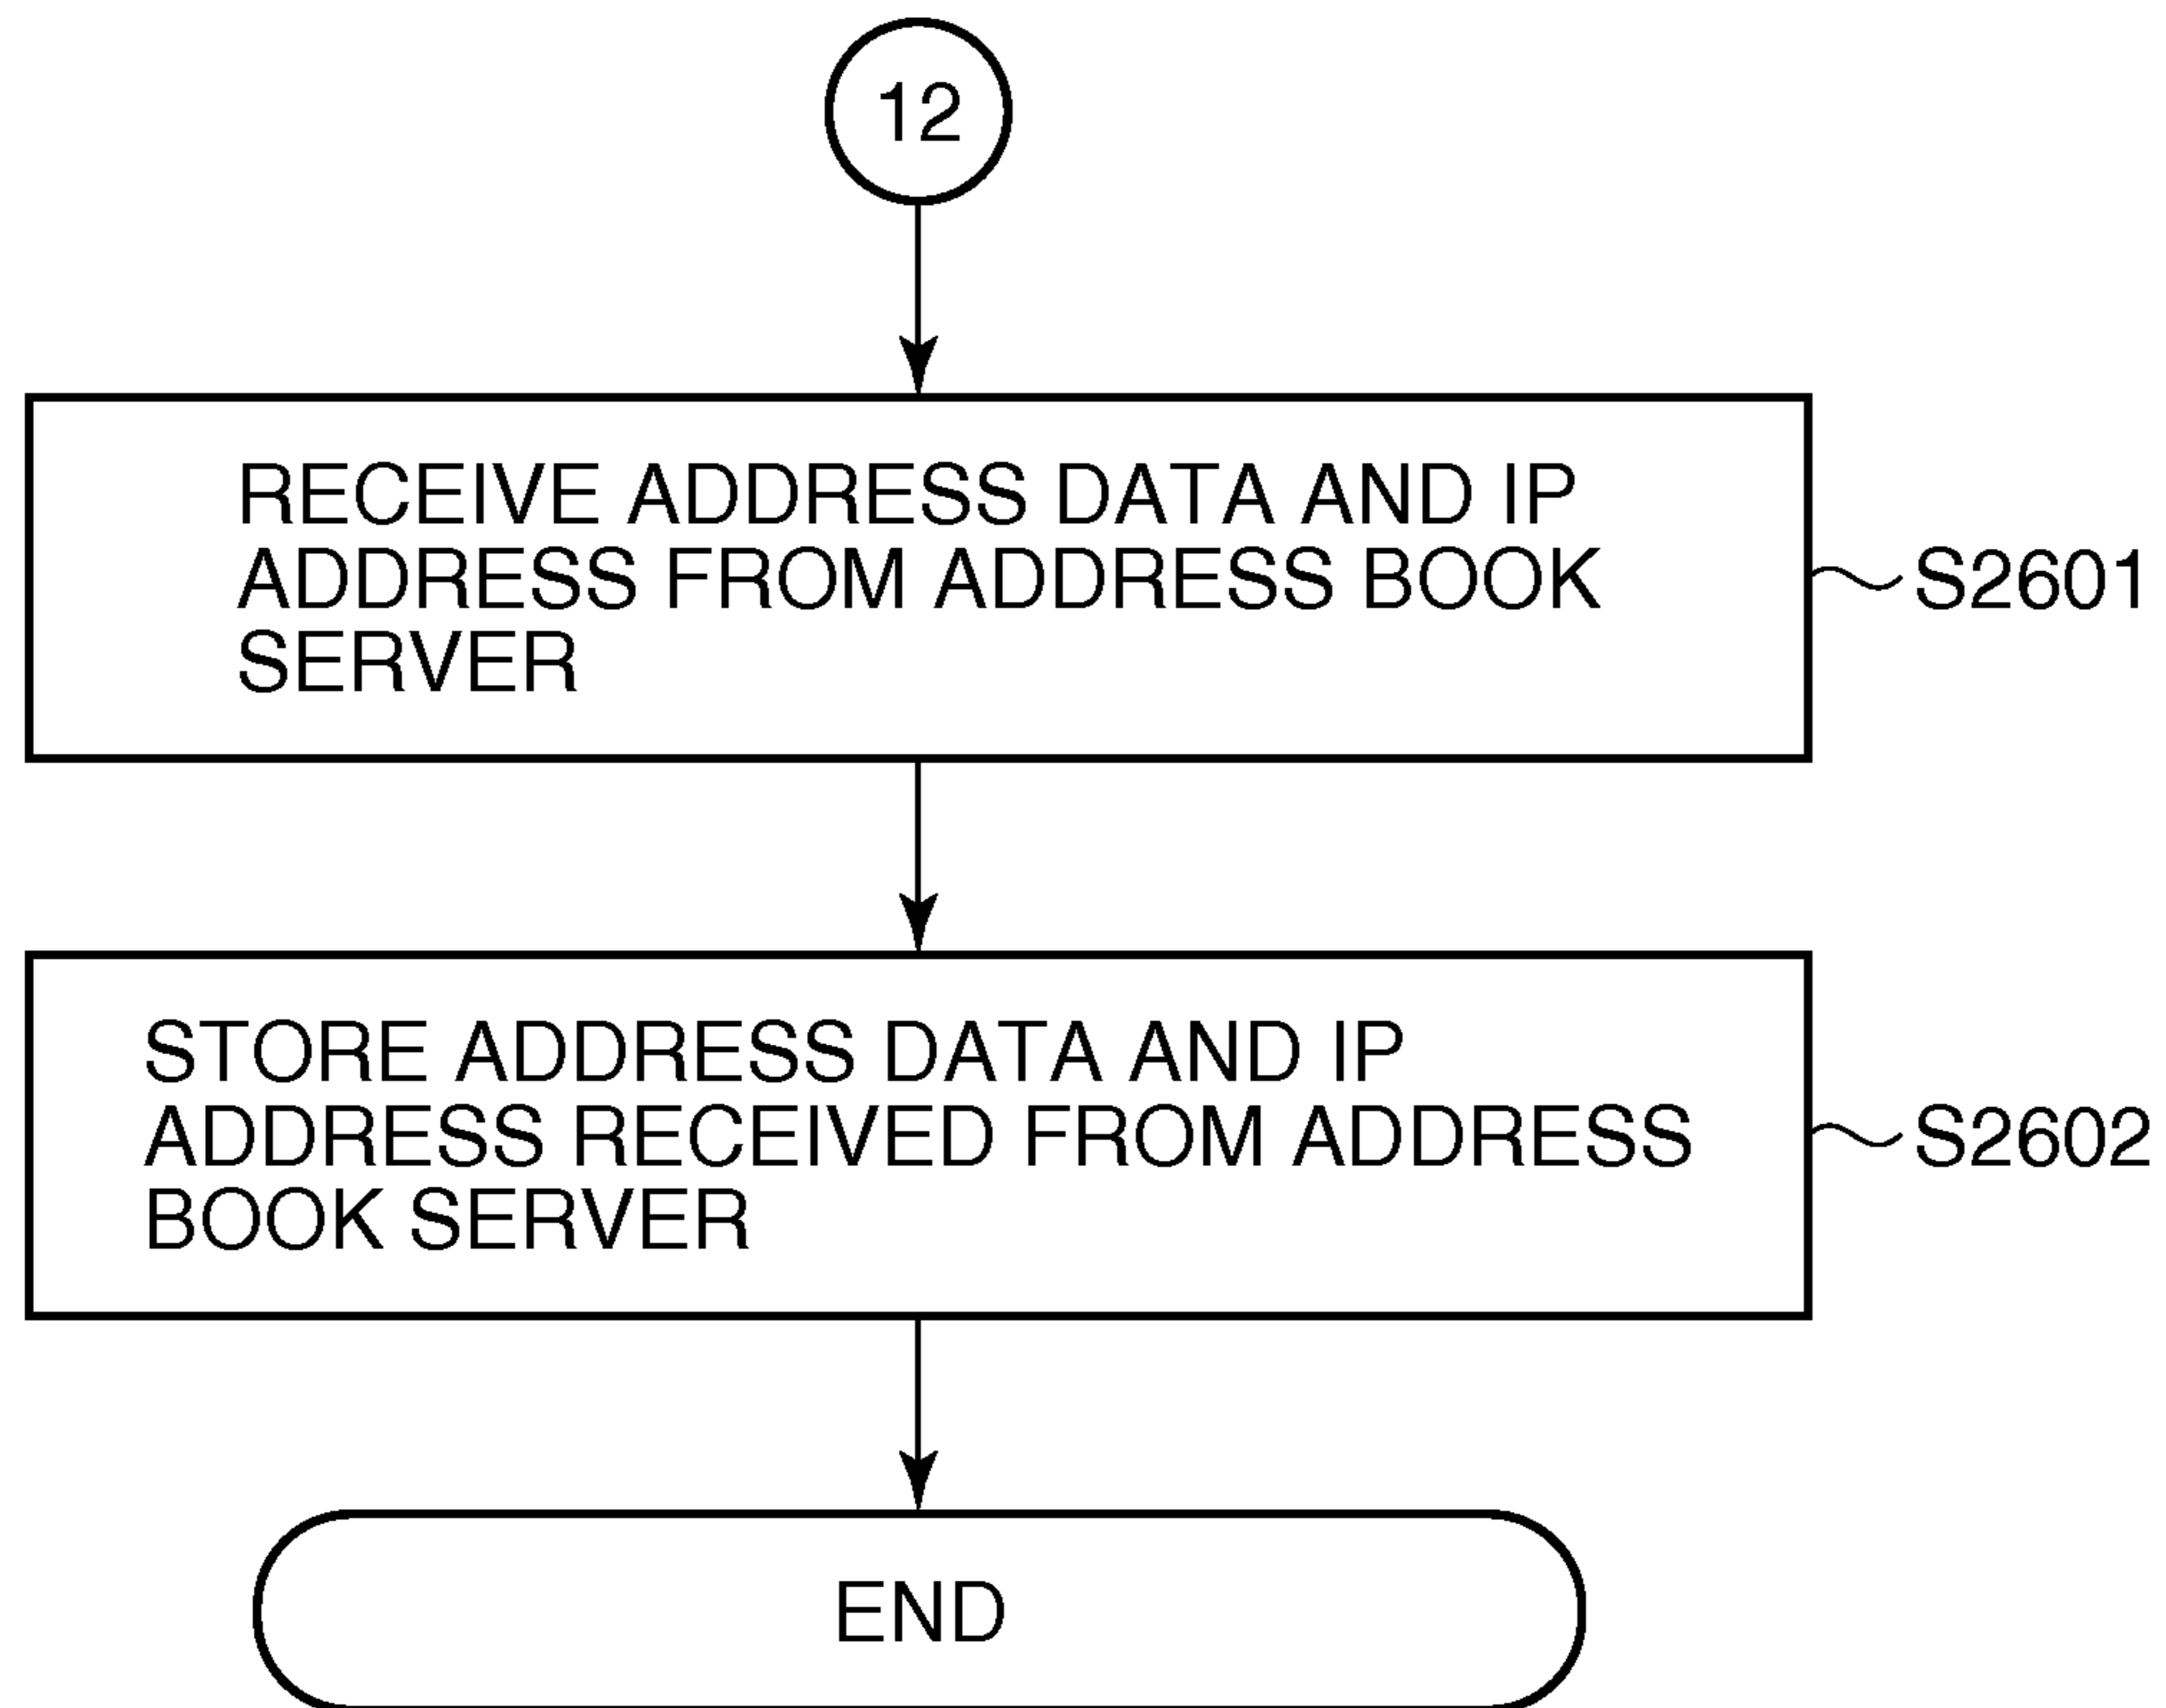 12
RECEIVE ADDRESS DATA AND IP
ADDRESS FROM ADDRESS BOOK
SERVER
S2601
STORE ADDRESS DATA AND IP
ADDRESS RECEIVED FROM ADDRESS
BOOK SERVER
S2602
END